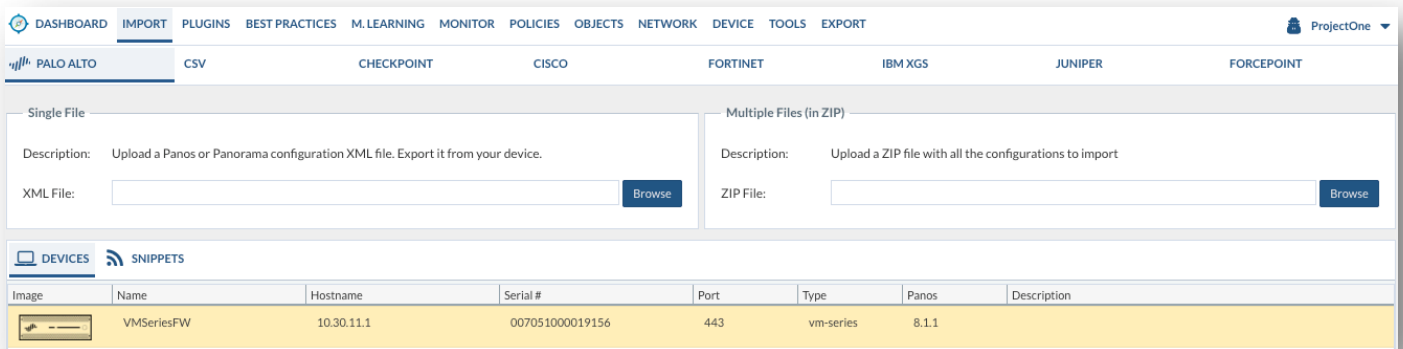 DASHBOARD IMPORT PLUGINS BEST PRACTICES M. LEARNING MONITOR POLICIES OBJECTS NETWORK DEVICE TOOLS EXPORT ProjectOne
PALO ALTO CSV CHECKPOINT CISCO FORTINET IBM XGS JUNIPER FORCEPOINT
Single File Multiple Files (in ZIP)
Description: Upload a Panos or Panorama configuration XML file. Export it from your device. Description: Upload a ZIP file with all the configurations to import
XML File: Browse ZIP File: Browse
DEVICES SNIPPETS
Image Name Hostname Serial # Port Type Panos Description
VMSeriesFW 10.30.11.1 007051000019156 443 vm-series 8.1.1